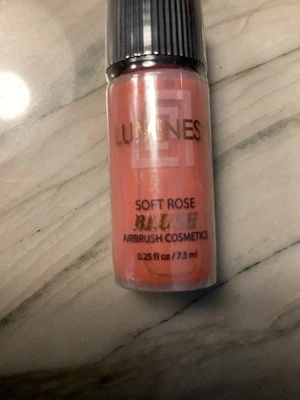 LUMINESS
SOFT ROSE
BLUSH
AIRBRUSH COSMETICS
0.25 fl oz / 7.5 ml